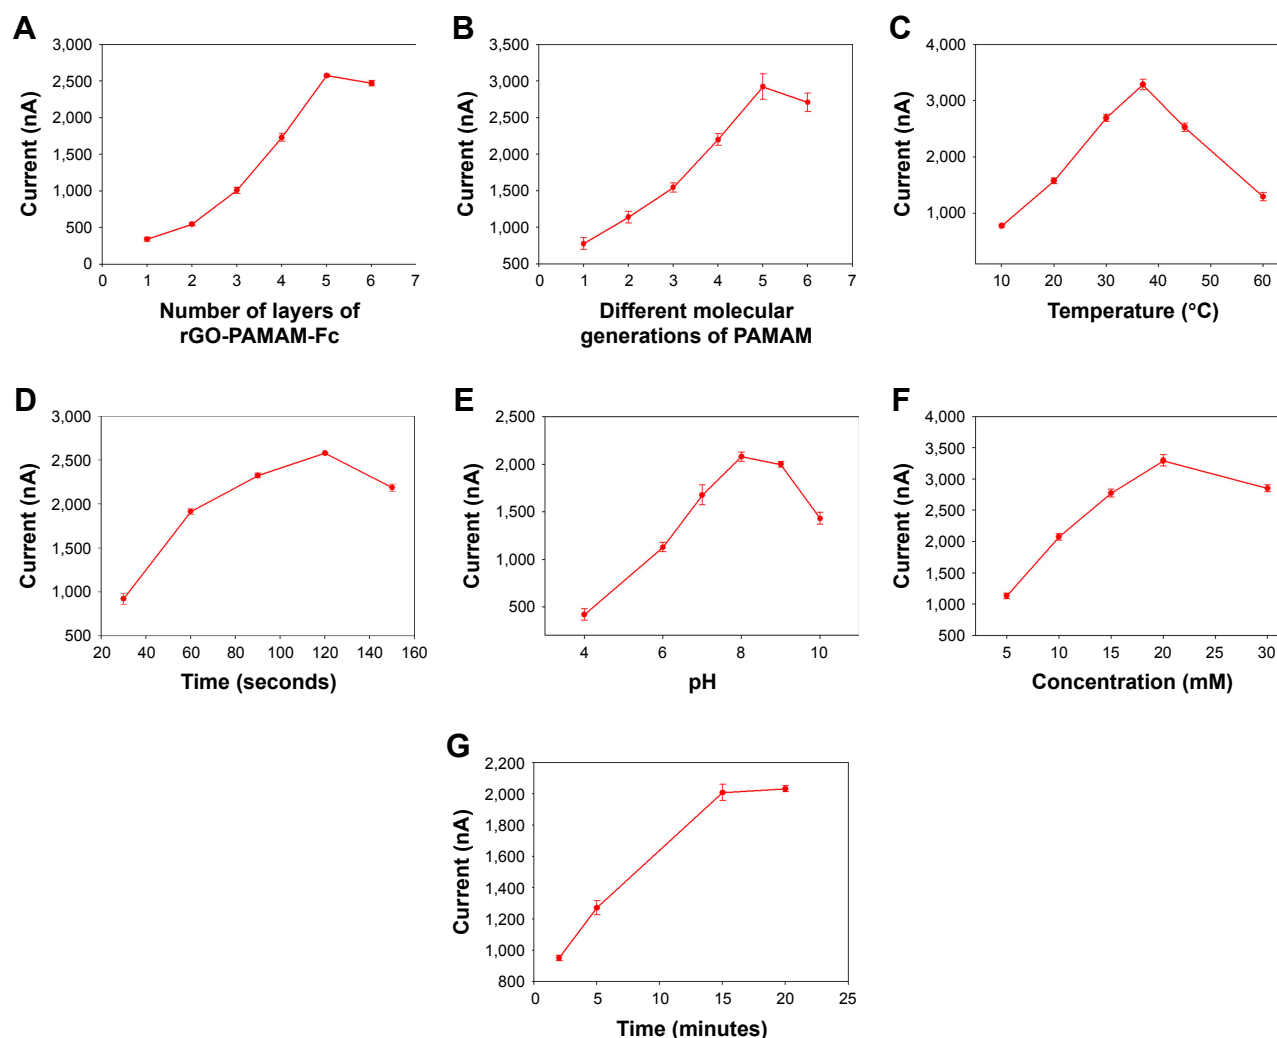 A
3,000
2,500
2,000
1,500
1,000
500
0
Current (nA)
1 2 3 4 5 6 7
Number of layers of
rGO-PAMAM-Fc
B
3,500
3,000
2,500
2,000
1,500
1,000
500
Current (nA)
0 1 2 3 4 5 6 7
Different molecular
generations of PAMAM
C
4,000
3,000
2,000
1,000
Current (nA)
10 20 30 40 50 60
Temperature (°C)
D
3,000
2,500
2,000
1,500
1,000
500
Current (nA)
20 40 60 80 100 120 140 160
Time (seconds)
E
2,500
2,000
1,500
1,000
500
Current (nA)
4 6 8 10
pH
F
4,000
3,500
3,000
2,500
2,000
1,500
1,000
500
Current (nA)
5 10 15 20 25 30
Concentration (mM)
G
2,200
2,000
1,800
1,600
1,400
1,200
1,000
800
Current (nA)
0 5 10 15 20 25
Time (minutes)